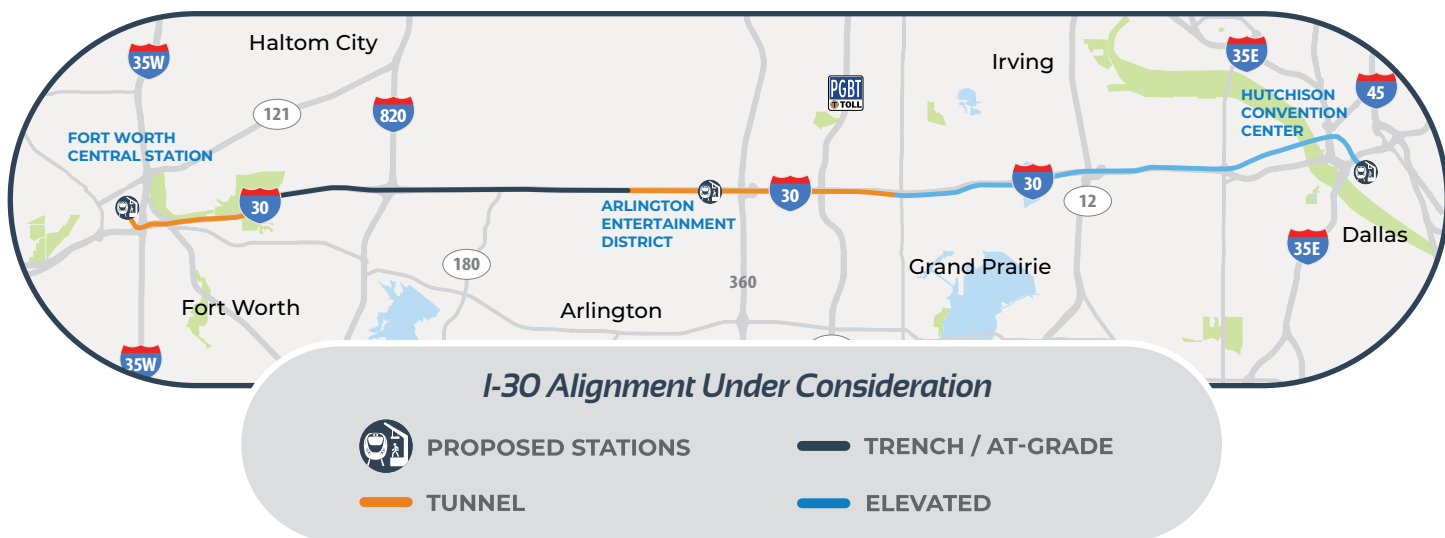 35W
Haltom City
Irving
35E
PGBT
TOLL
45
HUTCHISON
CONVENTION
CENTER
121
820
FORT WORTH
CENTRAL STATION
30
ARLINGTON
ENTERTAINMENT
DISTRICT
30
30
12
Dallas
35E
180
Grand Prairie
360
Fort Worth
Arlington
35W
I-30 Alignment Under Consideration
PROPOSED STATIONS
TRENCH / AT-GRADE
TUNNEL
ELEVATED